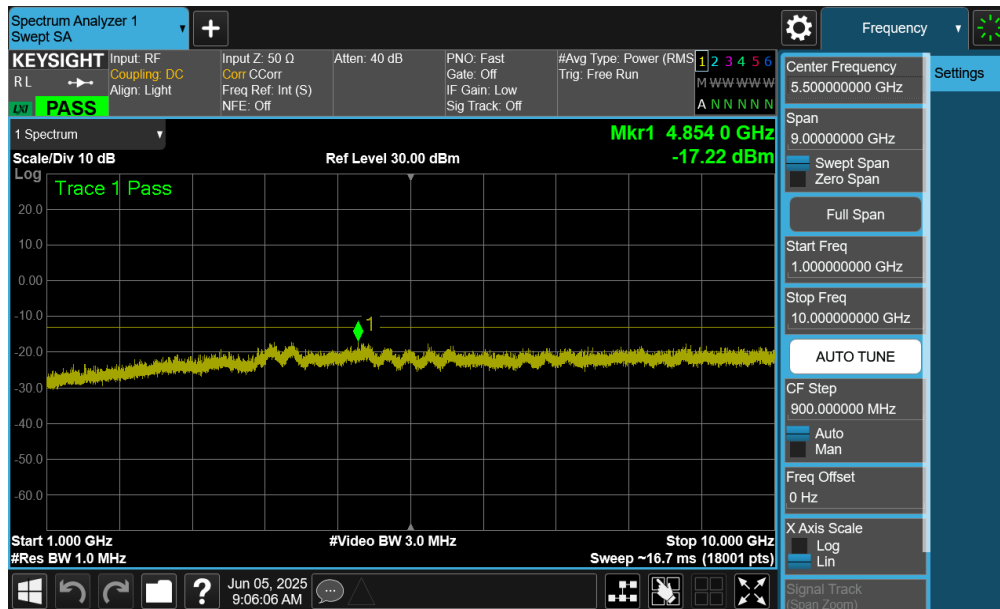 Spectrum Analyzer 1
Swept SA
Frequency
Settings
KEYSIGHT
RL
LXI
PASS
Input: RF
Coupling: DC
Align: Light
Input Z: 50 Ω
Corr CCorr
Freq Ref: Int (S)
NFE: Off
Atten: 40 dB
PNO: Fast
Gate: Off
IF Gain: Low
Sig Track: Off
#Avg Type: Power (RMS
Trig: Free Run
1 2 3 4 5 6
M W W W W W
A N N N N N
1 Spectrum
Scale/Div 10 dB
Ref Level 30.00 dBm
Mkr1 4.854 0 GHz
-17.22 dBm
Log
Trace 1 Pass
20.0
10.0
0.00
-10.0
-20.0
-30.0
-40.0
-50.0
-60.0
1
Start 1.000 GHz
#Res BW 1.0 MHz
#Video BW 3.0 MHz
Stop 10.000 GHz
Sweep ~16.7 ms (18001 pts)
Jun 05, 2025
9:06:06 AM
Center Frequency
5.500000000 GHz
Span
9.00000000 GHz
Swept Span
Zero Span
Full Span
Start Freq
1.000000000 GHz
Stop Freq
10.000000000 GHz
AUTO TUNE
CF Step
900.000000 MHz
Auto
Man
Freq Offset
0 Hz
X Axis Scale
Log
Lin
Signal Track
(Span Zoom)